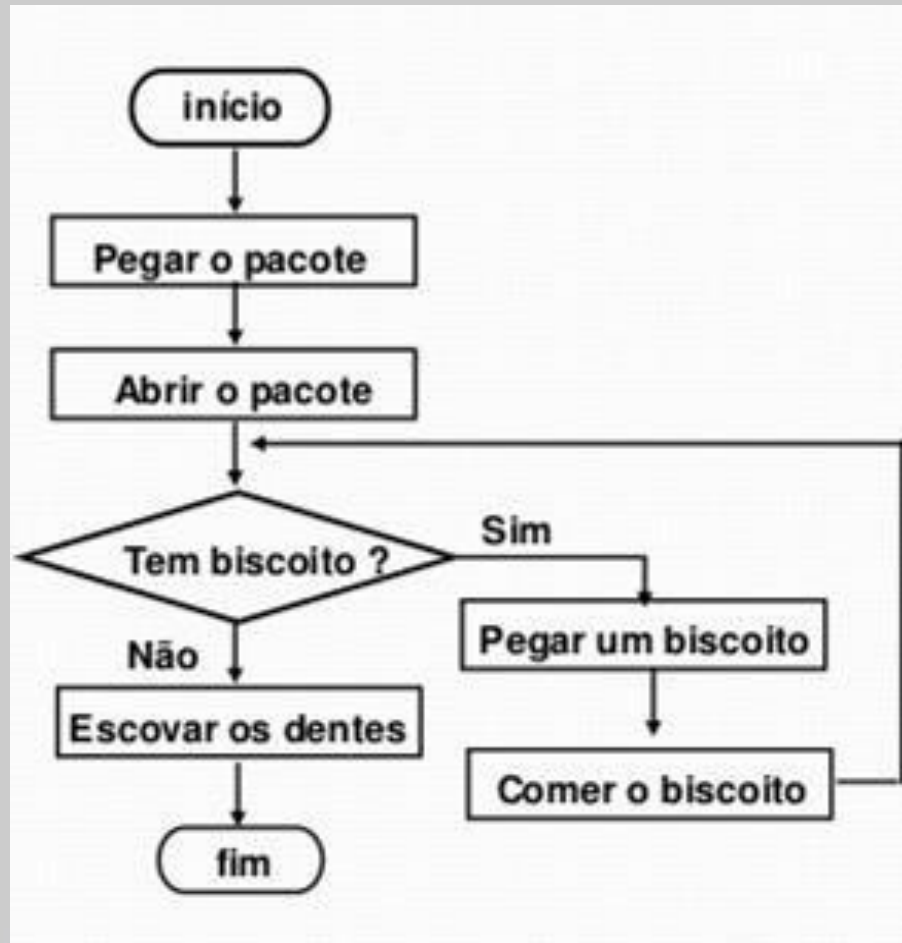 início
Pegar o pacote
Abrir o pacote
Tem biscoito ?
Sim
Pegar um biscoito
Comer o biscoito
Não
Escovar os dentes
fim